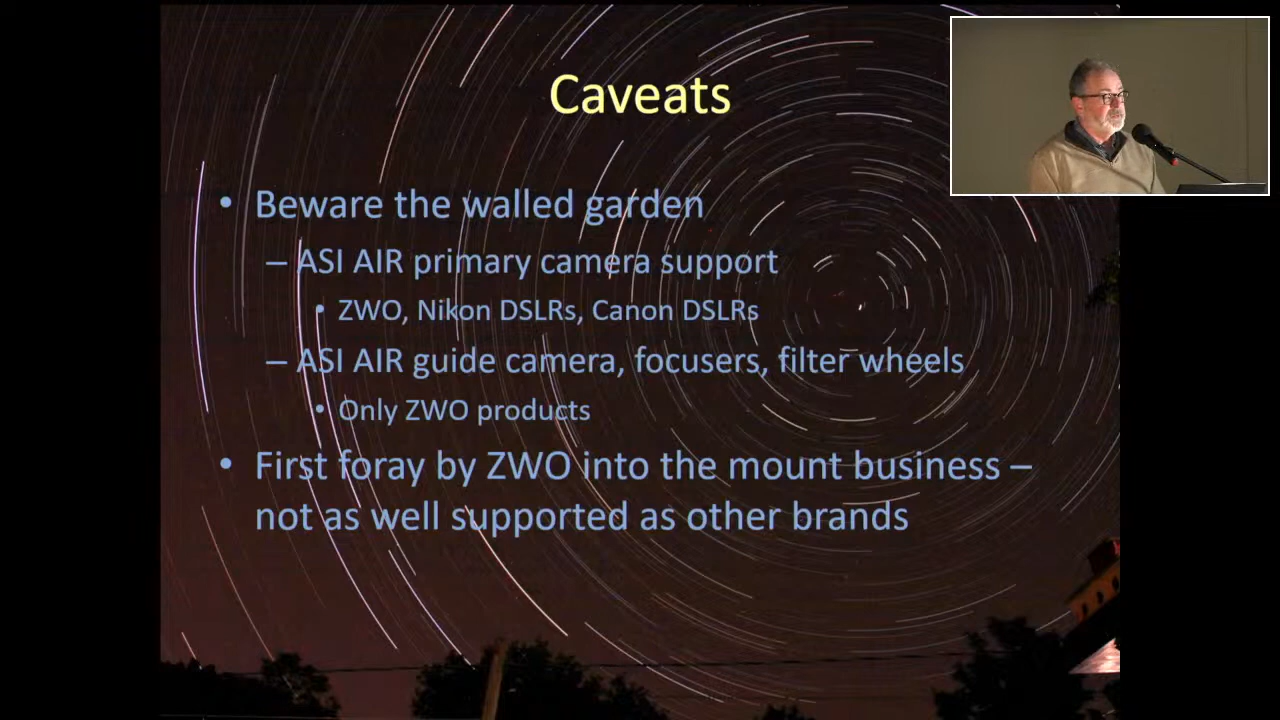 Caveats
• Beware the walled garden
– ASI AIR primary camera support
• ZWO, Nikon DSLRs, Canon DSLRs
– ASI AIR guide camera, focusers, filter wheels
• Only ZWO products
• First foray by ZWO into the mount business –
not as well supported as other brands